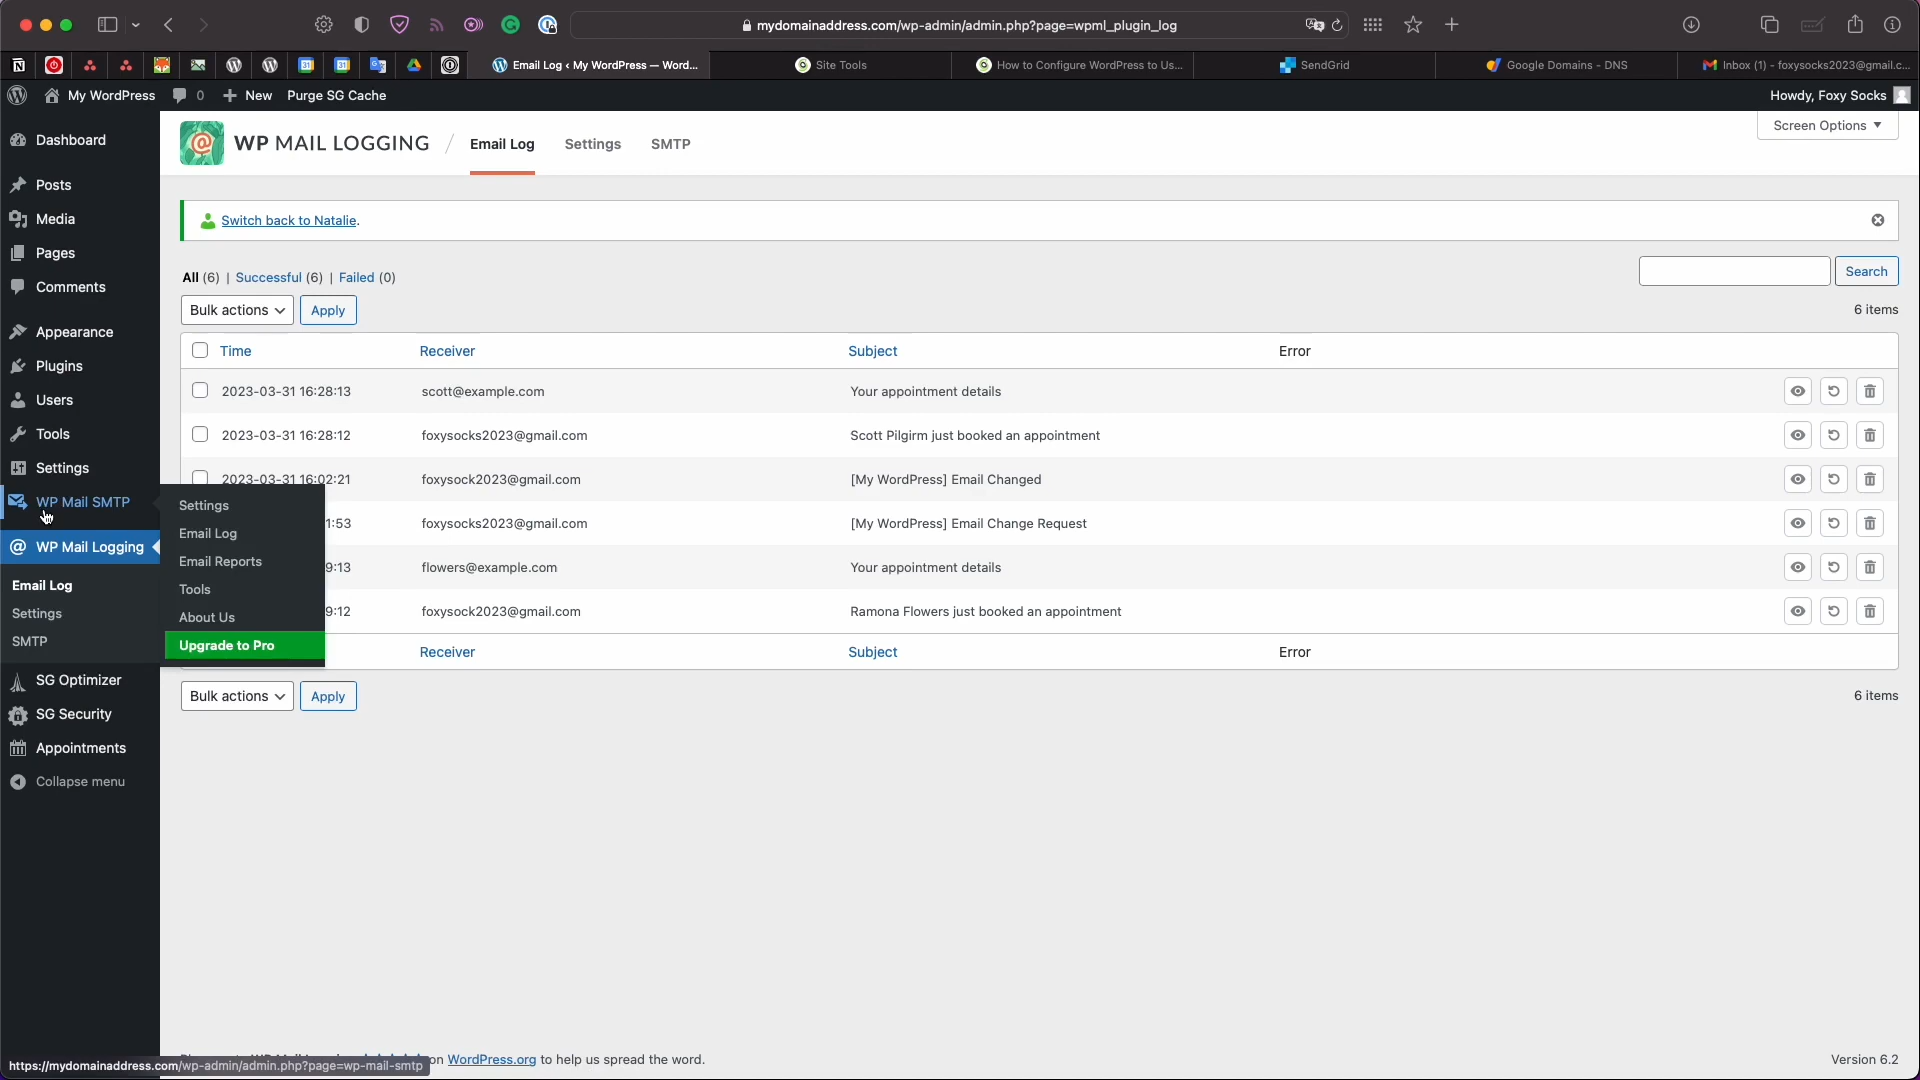 mydomainaddress.com/wp-admin/admin.php?page=wpml_plugin_log
Email Log ‹ My WordPress — Word...
Site Tools
How to Configure WordPress to Us...
SendGrid
Google Domains - DNS
Inbox (1) - foxysocks2023@gmail.c...
My WordPress
0
New
Purge SG Cache
Howdy, Foxy Socks
Dashboard
Posts
Media
Pages
Comments
Appearance
Plugins
Users
Tools
Settings
WP Mail SMTP
WP Mail Logging
Email Log
Settings
SMTP
SG Optimizer
SG Security
Appointments
Collapse menu
Settings
Email Log
Email Reports
Tools
About Us
Upgrade to Pro
WP MAIL LOGGING / Email Log Settings SMTP
Screen Options
Switch back to Natalie.
All (6) | Successful (6) | Failed (0)
Search
Bulk actions Apply
6 items
Time Receiver Subject Error
2023-03-31 16:28:13 scott@example.com Your appointment details
2023-03-31 16:28:12 foxysocks2023@gmail.com Scott Pilgirm just booked an appointment
2023-03-31 16:02:21 foxysock2023@gmail.com [My WordPress] Email Changed
1:53 foxysocks2023@gmail.com [My WordPress] Email Change Request
9:13 flowers@example.com Your appointment details
9:12 foxysock2023@gmail.com Ramona Flowers just booked an appointment
Receiver Subject Error
Bulk actions Apply
6 items
on WordPress.org to help us spread the word.
Version 6.2
https://mydomainaddress.com/wp-admin/admin.php?page=wp-mail-smtp